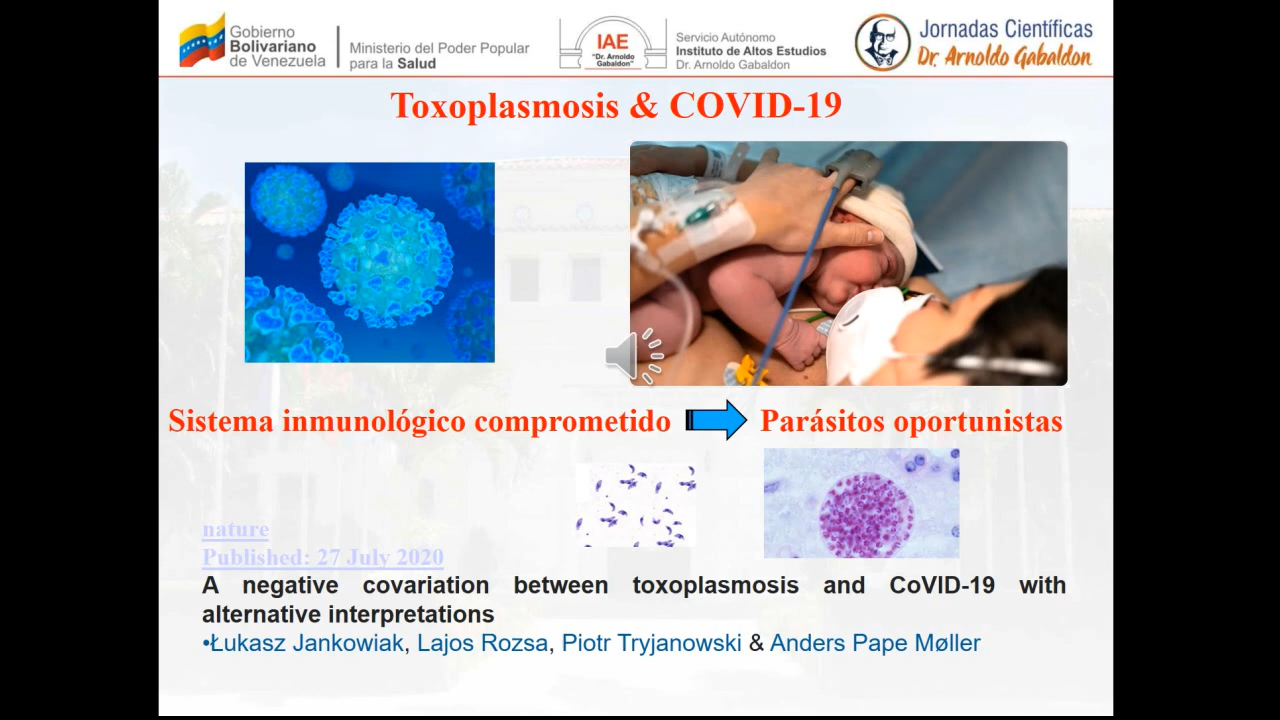 Gobierno
Bolivariano
de Venezuela
Ministerio del Poder Popular
para la Salud
IAE
"Dr. Arnoldo
Gabaldon"
Servicio Autónomo
Instituto de Altos Estudios
Dr. Arnoldo Gabaldon
Jornadas Científicas
Dr. Arnoldo Gabaldon
Toxoplasmosis & COVID-19
Sistema inmunológico comprometido
Parásitos oportunistas
nature
Published: 27 July 2020
A negative covariation between toxoplasmosis and CoVID-19 with
alternative interpretations
•Łukasz Jankowiak, Lajos Rozsa, Piotr Tryjanowski & Anders Pape Møller